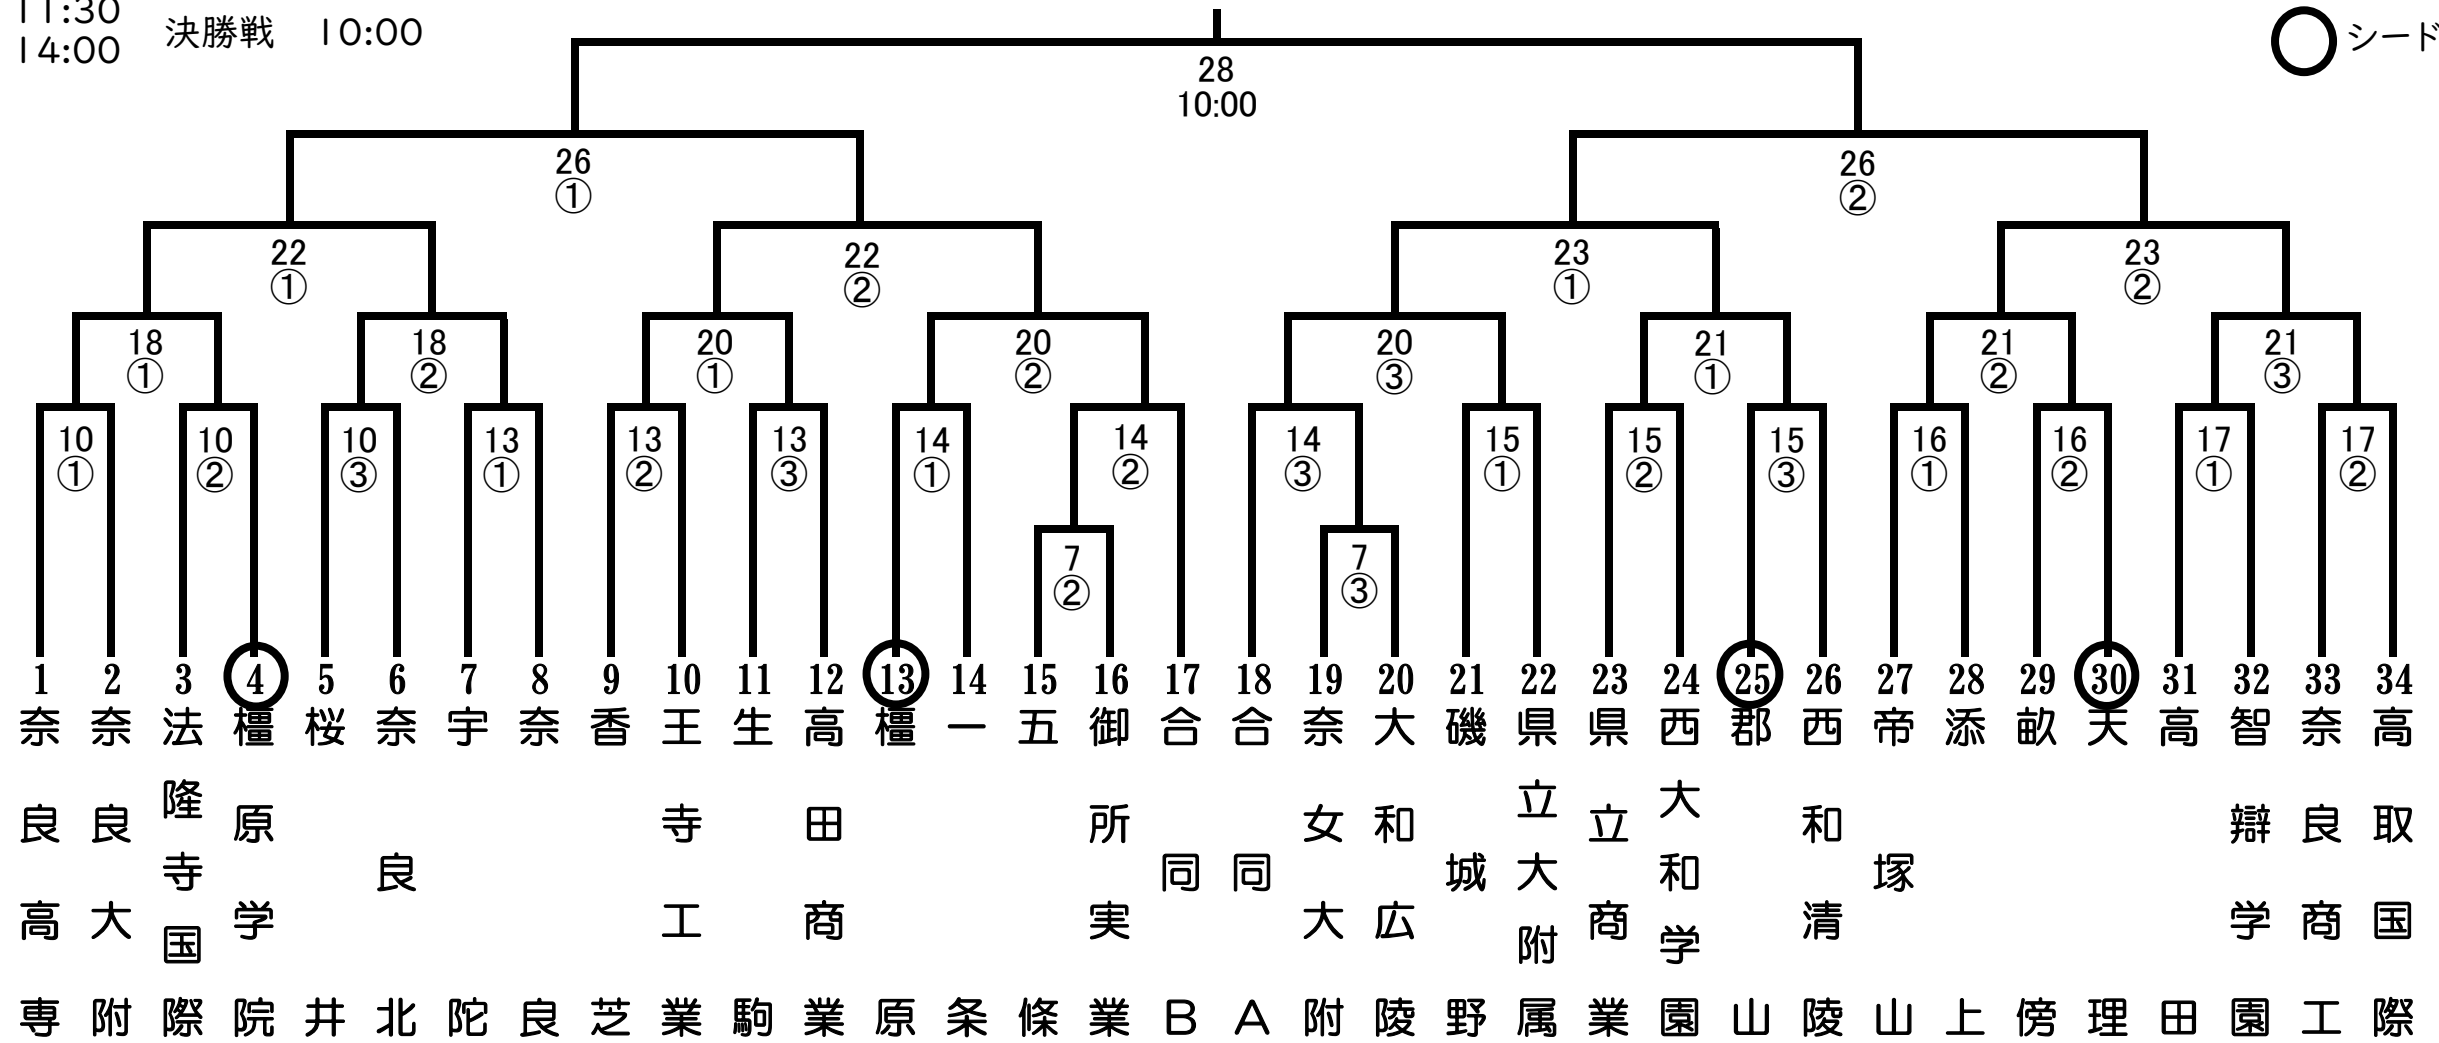 11:30
14:00
決勝戦 10:00
シード
28
10:00
26
①
26
②
22
①
22
②
23
①
23
②
18
①
18
②
20
①
20
②
20
③
21
①
21
②
21
③
10
①
10
②
10
③
13
①
13
②
13
③
14
①
14
②
14
③
15
①
15
②
15
③
16
①
16
②
17
①
17
②
7
②
7
③
1 奈良高専
2 奈良大附
3 法隆寺国際
4 橿原学院
5 桜井
6 奈良北
7 宇陀
8 奈良
9 香芝
10 王寺工業
11 生駒
12 高田商業
13 橿原
14 一条
15 五條
16 御所実業
17 合同B
18 合同A
19 奈女大附
20 大和広陵
21 磯城野
22 県立大附属
23 県立商業
24 西大和学園
25 郡山
26 西和清陵
27 帝塚山
28 添上
29 畝傍
30 天理
31 高田
32 智辯学園
33 奈良商工
34 高取国際